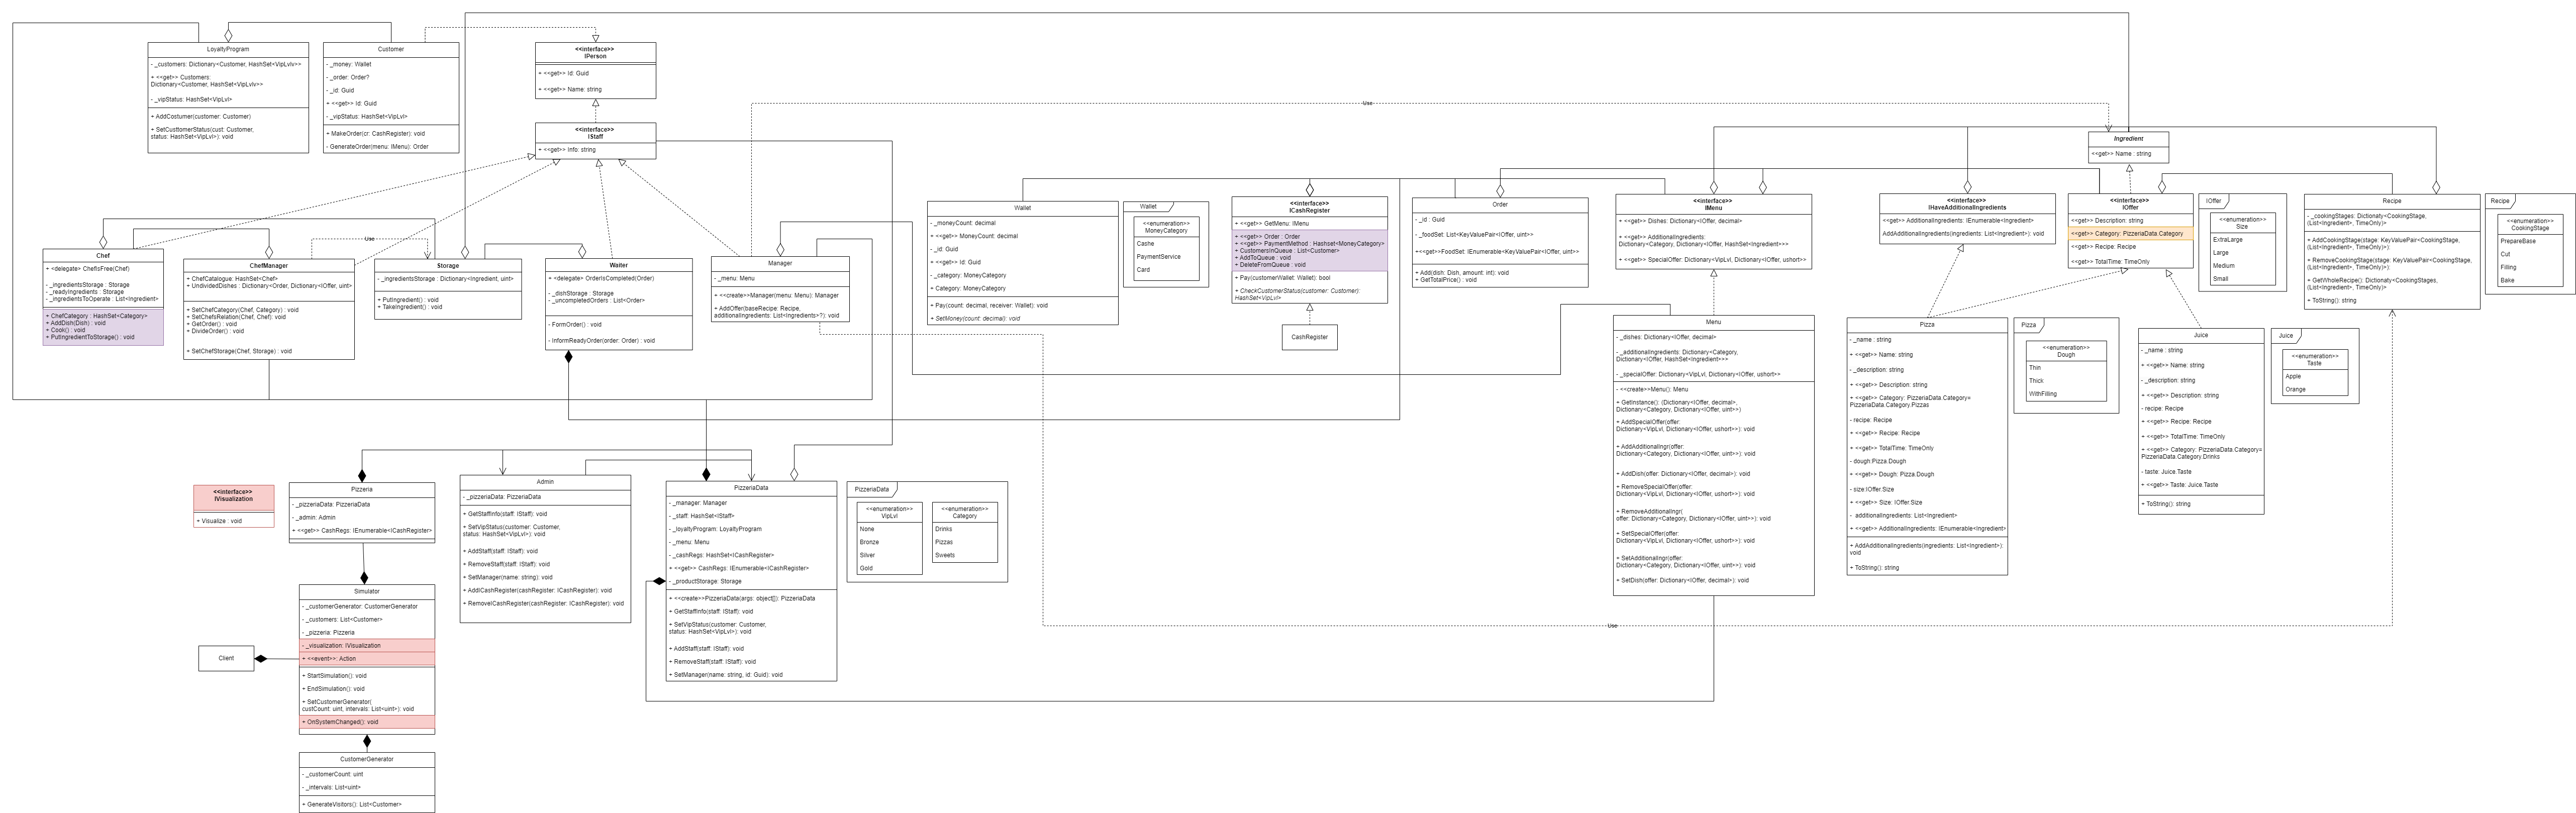 LoyaltyProgram
- _customers: Dictionary<Customer, HashSet<VipLvlv>>
+ <<get>> Customers:
Dictionary<Customer, HashSet<VipLvlv>>
- _vipStatus: HashSet<VipLvl>
+ AddCostumer(customer: Customer)
+ SetCusttomerStatus(cust: Customer,
status: HashSet<VipLvl>): void
Customer
- _money: Wallet
- _order: Order?
- _id: Guid
+ <<get>> Id: Guid
- _vipStatus: HashSet<VipLvl>
+ MakeOrder(cr: CashRegister): void
- GenerateOrder(menu: IMenu): Order
<<interface>>
IPerson
+ <<get>> Id: Guid
+ <<get>> Name: string
<<interface>>
IStaff
+ <<get>> Info: string
Use
Ingredient
<<get>> Name : string
Chef
+ <delegate> ChefIsFree(Chef)
- _ingredientsStorage : Storage
- _readyIngredients : Storage
- _ingredientsToOperate : List<Ingredient>
+ ChefCategory : HashSet<Category>
+ AddDish(Dish) : void
+ Cook() : void
+ PutIngredientToStorage() : void
Use
ChefManager
+ ChefCatalogue: HashSet<Chef>
+ UndividedDishes : Dictionary<Order, Dictionary<IOffer, uint>
+ SetChefCategory(Chef, Category) : void
+ SetChefsRelation(Chef, Chef): void
+ GetOrder() : void
+ DivideOrder() : void
+ SetChefStorage(Chef, Storage) : void
Storage
- _ingredientsStorage : Dictionary<Ingredient, uint>
+ PutIngredient() : void
+ TakeIngredient() : void
Waiter
+ <delegate> OrderIsCompleted(Order)
- _dishStorage : Storage
- _uncompletedOrders : List<Order>
- FormOrder() : void
- InformReadyOrder(order: Order) : void
Manager
- _menu: Menu
+ <<create>>Manager(menu: Menu): Manager
+ AddOffer(baseRecipe: Recipe,
additionalIngredients: List<Ingredients>?): void
Wallet
- _moneyCount: decimal
+ <<get>> MoneyCount: decimal
- _id: Guid
+ <<get>> Id: Guid
- _category: MoneyCategory
+ Category: MoneyCategory
+ Pay(count: decimal, receiver: Wallet): void
+ SetMoney(count: decimal): void
Wallet
<<enumeration>>
MoneyCategory
Cashe
PaymentService
Card
<<interface>>
ICashRegister
+ <<get>> GetMenu: IMenu
+ <<get>> Order : Order
+ <<get>> PaymentMethod : Hashset<MoneyCategory>
+ CustomersInQueue : List<Customer>
+ AddToQueue : void
+ DeleteFromQueue : void
+ Pay(customerWallet: Wallet): bool
+ CheckCustomerStatus(customer: Customer):
HashSet<VipLvl>
CashRegister
Order
- _id : Guid
- _foodSet: List<KeyValuePair<IOffer, uint>>
+<<get>> FoodSet: IEnumerable<KeyValuePair<IOffer, uint>>
+ Add(dish: Dish, amount: int): void
+ GetTotalPrice() : void
<<interface>>
IMenu
+ <<get>> Dishes: Dictionary<IOffer, decimal>
+ <<get>> AdditionalIngredients:
Dictionary<Category, Dictionary<IOffer, HashSet<Ingredient>>>
+ <<get>> SpecialOffer: Dictionary<VipLvl, Dictionary<IOffer, ushort>>
Menu
- _dishes: Dictionary<IOffer, decimal>
- _additionalIngredients: Dictionary<Category,
Dictionary<IOffer, HashSet<Ingredient>>>
- _specialOffer: Dictionary<VipLvl, Dictionary<IOffer, ushort>>
- <<create>>Menu(): Menu
+ GetInstance(): (Dictionary<IOffer, decimal>,
Dictionary<Category, Dictionary<IOffer, uint>>)
+ AddSpecialOffer(offer:
Dictionary<VipLvl, Dictionary<IOffer, ushort>>): void
+ AddAdditionalIngr(offer:
Dictionary<Category, Dictionary<IOffer, uint>>): void
+ AddDish(offer: Dictionary<IOffer, decimal>): void
+ RemoveSpecialOffer(offer:
Dictionary<VipLvl, Dictionary<IOffer, ushort>>): void
+ RemoveAdditionalIngr(
offer: Dictionary<Category, Dictionary<IOffer, uint>>): void
+ SetSpecialOffer(offer:
Dictionary<VipLvl, Dictionary<IOffer, ushort>>): void
+ SetAdditionalIngr(offer:
Dictionary<Category, Dictionary<IOffer, uint>>): void
+ SetDish(offer: Dictionary<IOffer, decimal>): void
<<interface>>
IHaveAdditionalIngredients
<<get>> AdditionalIngredients: IEnumerable<Ingredient>
AddAdditionalIngredients(ingredients: List<Ingredient>): void
<<interface>>
IOffer
<<get>> Description: string
<<get>> Category: PizzeriaData.Category
<<get>> Recipe: Recipe
<<get>> TotalTime: TimeOnly
IOffer
<<enumeration>>
Size
ExtraLarge
Large
Medium
Small
Recipe
- _cookingStages: Dictionaty<CookingStage,
(List<Ingredient>, TimeOnly)>
+ AddCookingStage(stage: KeyValuePair<CookingStage,
(List<Ingredient>, TimeOnly)>):
+ RemoveCookingStage(stage: KeyValuePair<CookingStage,
(List<Ingredient>, TimeOnly)>):
+ GetWholeRecipe(): Dictionaty<CookingStages,
(List<Ingredient>, TimeOnly)>
+ ToString(): string
Recipe
<<enumeration>>
CookingStage
PrepareBase
Cut
Filling
Bake
Pizza
- _name : string
+ <<get>> Name: string
- _description: string
+ <<get>> Description: string
+ <<get>> Category: PizzeriaData.Category=
PizzeriaData.Category.Pizzas
- recipe: Recipe
+ <<get>> Recipe: Recipe
+ <<get>> TotalTime: TimeOnly
- dough:Pizza.Dough
+ <<get>> Dough: Pizza.Dough
- size:IOffer.Size
+ <<get>> Size: IOffer.Size
- additionalIngredients: List<Ingredient>
+ <<get>> AdditionalIngredients: IEnumerable<Ingredient>
+ AddAdditionalIngredients(ingredients: List<Ingredient>):
void
+ ToString(): string
Pizza
<<enumeration>>
Dough
Thin
Thick
WithFilling
Juice
- _name : string
+ <<get>> Name: string
- _description: string
+ <<get>> Description: string
- recipe: Recipe
+ <<get>> Recipe: Recipe
+ <<get>> TotalTime: TimeOnly
+ <<get>> Category: PizzeriaData.Category=
PzzeriaData.Category.Drinks
- taste: Juice.Taste
+ <<get>> Taste: Juice.Taste
+ ToString(): string
Juice
<<enumeration>>
Taste
Apple
Orange
<<interface>>
IVisualization
+ Visualize : void
Pizzeria
- _pizzeriaData: PizzeriaData
- _admin: Admin
+ <<get>> CashRegs: IEnumerable<ICashRegister>
Admin
- _pizzeriaData: PizzeriaData
+ GetStaffInfo(staff: IStaff): void
+ SetVipStatus(customer: Customer,
status: HashSet<VipLvl>): void
+ AddStaff(staff: IStaff): void
+ RemoveStaff(staff: IStaff): void
+ SetManager(name: string): void
+ AddICashRegister(cashRegister: ICashRegister): void
+ RemoveICashRegister(cashRegister: ICashRegister): void
PizzeriaData
- _manager: Manager
- _staff: HashSet<IStaff>
- _loyaltyProgram: LoyaltyProgram
- _menu: Menu
- _cashRegs: HashSet<ICashRegister>
+ <<get>> CashRegs: IEnumerable<ICashRegister>
- _productStorage: Storage
+ <<create>>PizzeriaData(args: object[]): PizzeriaData
+ GetStaffInfo(staff: IStaff): void
+ SetVipStatus(customer: Customer,
status: HashSet<VipLvl>): void
+ AddStaff(staff: IStaff): void
+ RemoveStaff(staff: IStaff): void
+ SetManager(name: string, id: Guid): void
PizzeriaData
<<enumeration>>
VipLvl
None
Bronze
Silver
Gold
<<enumeration>>
Category
Drinks
Pizzas
Sweets
Use
Simulator
- _customerGenerator: CustomerGenerator
- _customers: List<Customer>
- _pizzeria: Pizzeria
- _visualization: IVisualization
+ <<event>>: Action
+ StartSimulation(): void
+ EndSimulation(): void
+ SetCustomerGenerator(
custCount: uint, intervals: List<uint>): void
+ OnSystemChanged(): void
Client
CustomerGenerator
- _customerCount: uint
- _intervals: List<uint>
+ GenerateVisitors(): List<Customer>